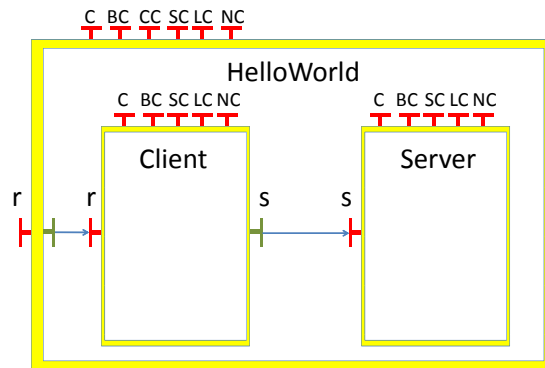 C BC CC SC LC NC
HelloWorld
C BC SC LC NC
C BC SC LC NC
Client
Server
r
r
s
s